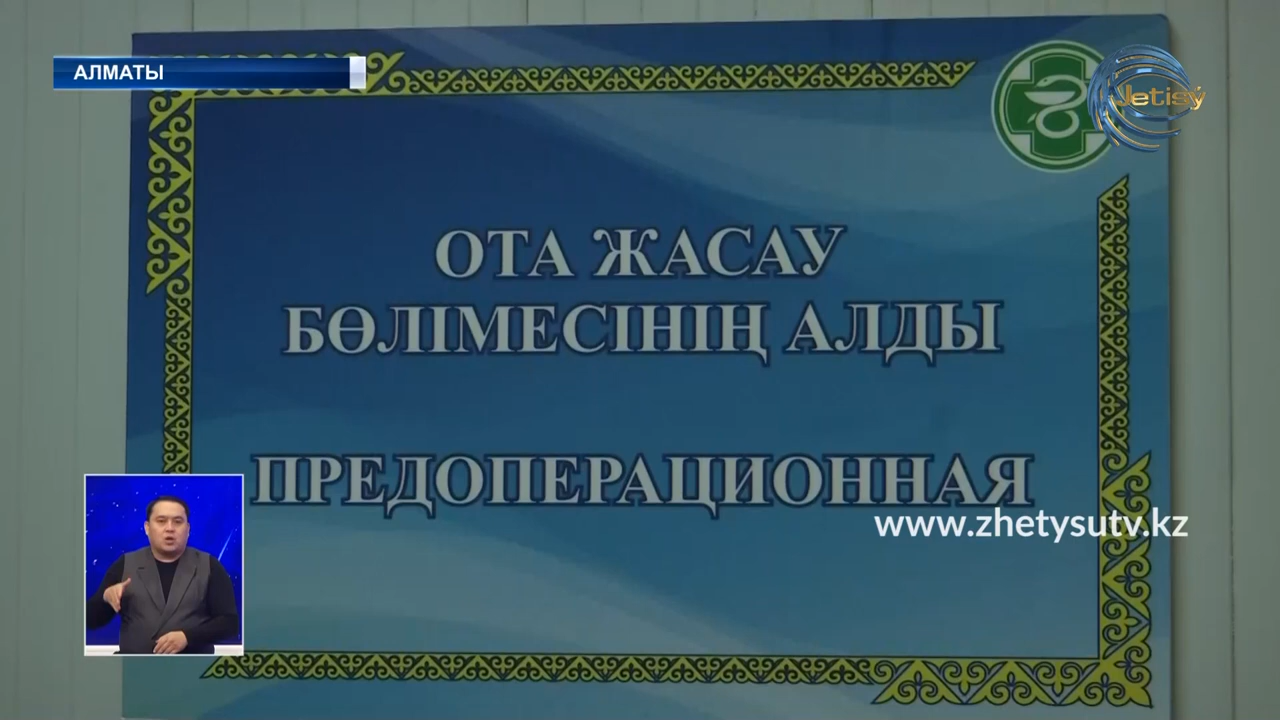 АЛМАТЫ
Jetisý
ОТА ЖАСАУ
БӨЛІМЕСІНІҢ АЛДЫ
ПРЕДОПЕРАЦИОННАЯ
www.zhetysutv.kz